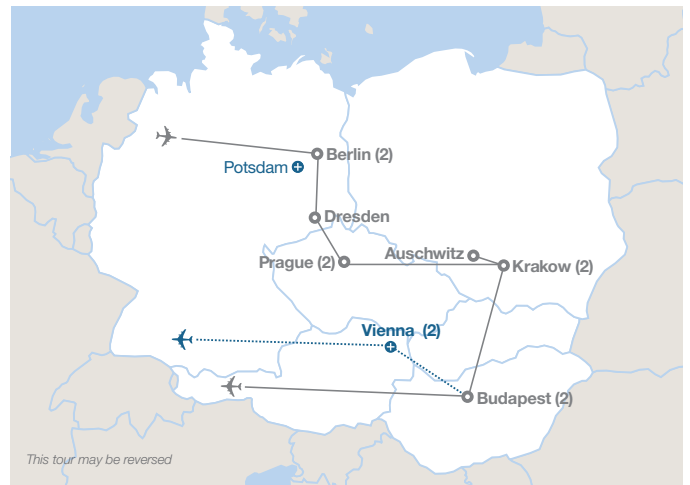 Berlin (2)
Potsdam
Dresden
Auschwitz
Prague (2)
Krakow (2)
Vienna (2)
Budapest (2)
This tour may be reversed